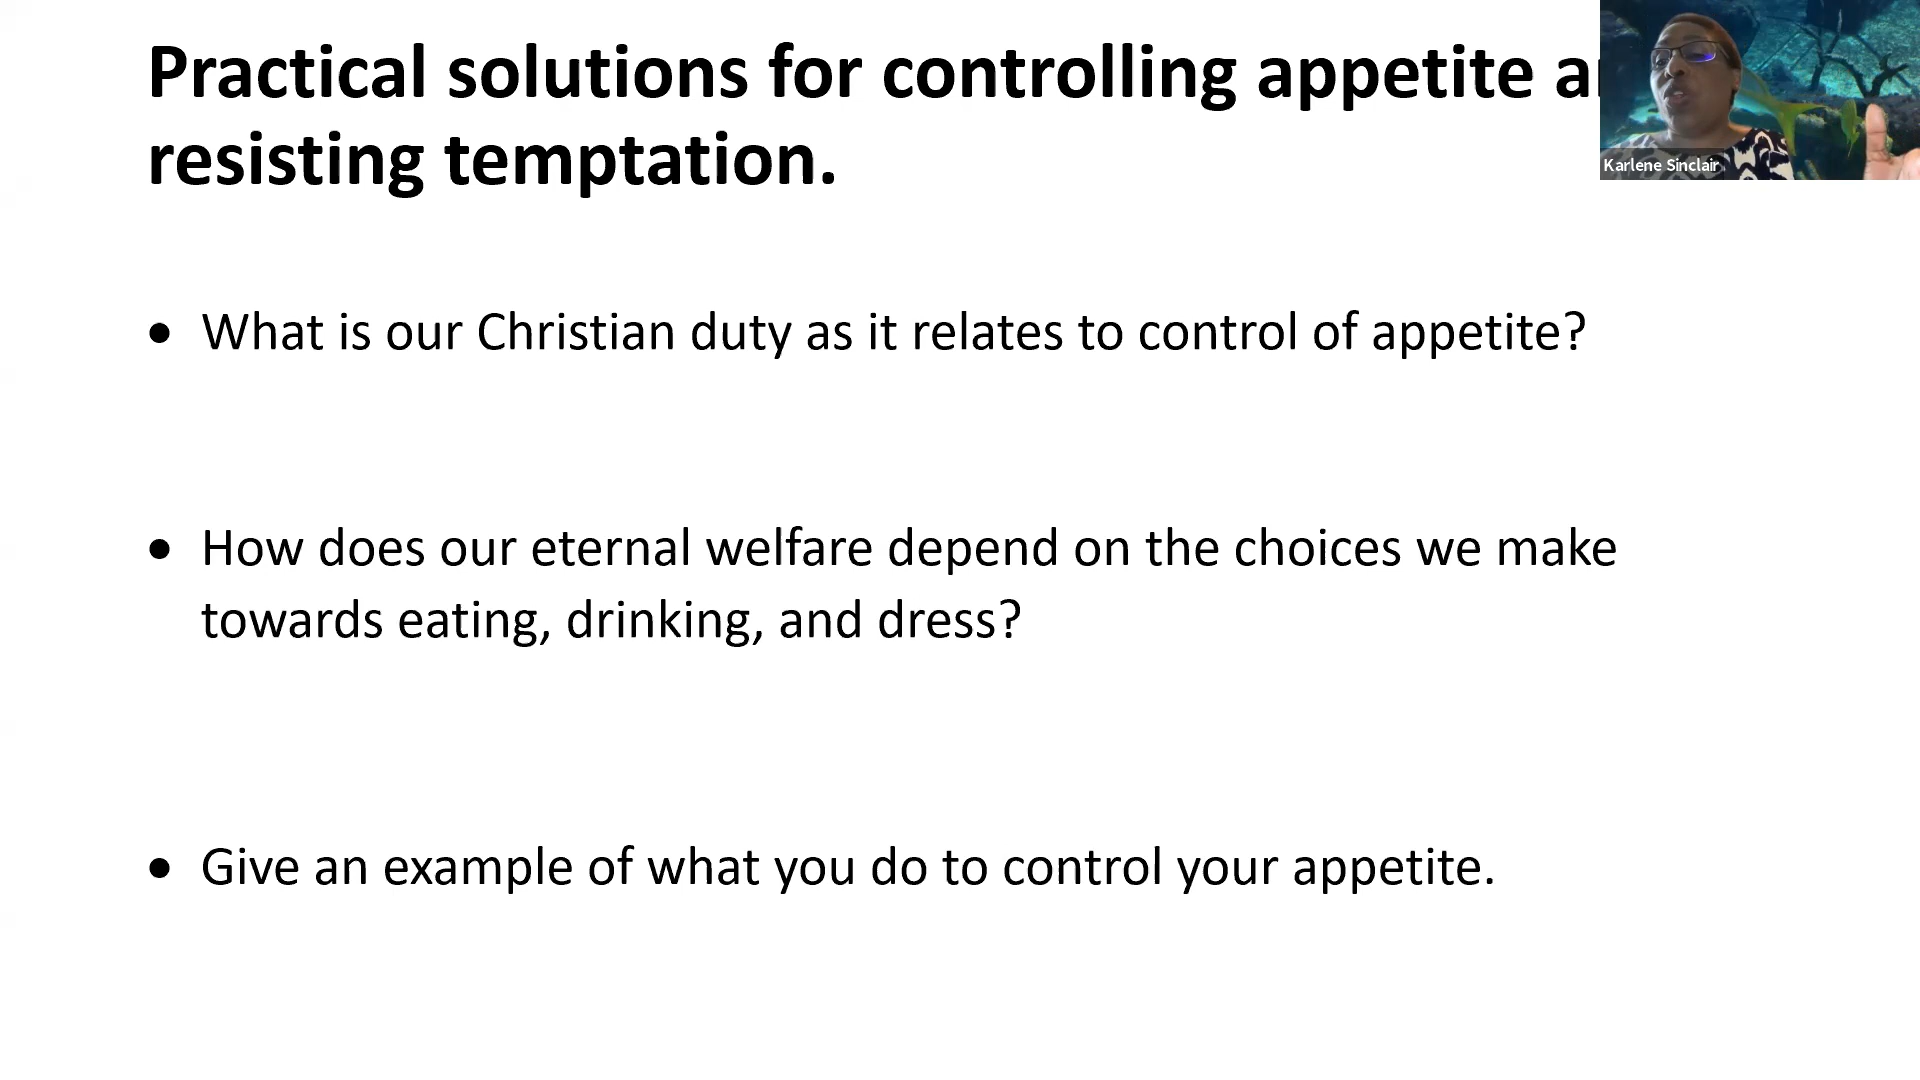 Practical solutions for controlling appetite
resisting temptation.
Karlene Sinclair
• What is our Christian duty as it relates to control of appetite?
• How does our eternal welfare depend on the choices we make
towards eating, drinking, and dress?
• Give an example of what you do to control your appetite.